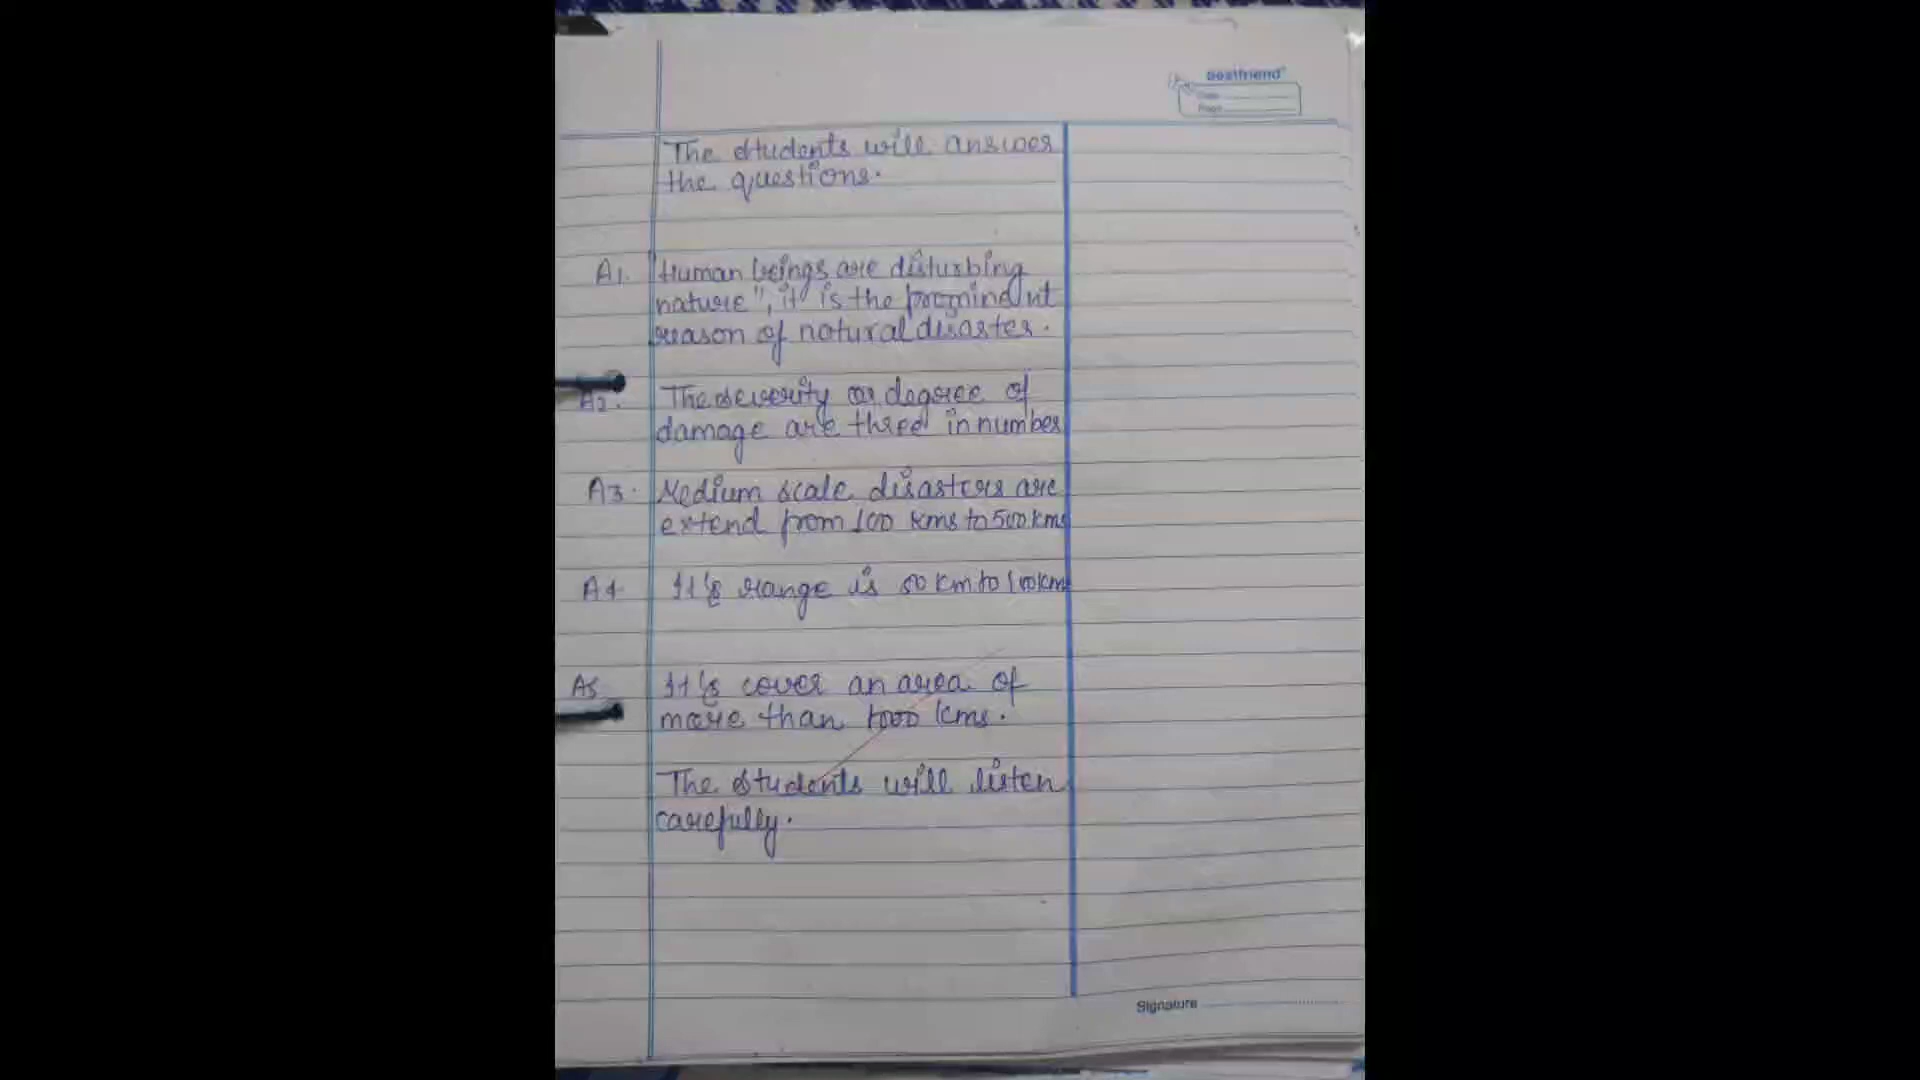 Bestfriend
Date
Page
The students will answer
the questions.
A1. Human beings are disturbing
nature", it is the prominent
reason of natural disaster.
A2. The severity or degree of
damage are three in number
A3. Medium scale disasters are
extend from 100 kms to 500 kms
A4 It's range is 50 km to 100 kms
A5 It's cover an area of
more than 1000 kms.
The students will listen
carefully.
Signature